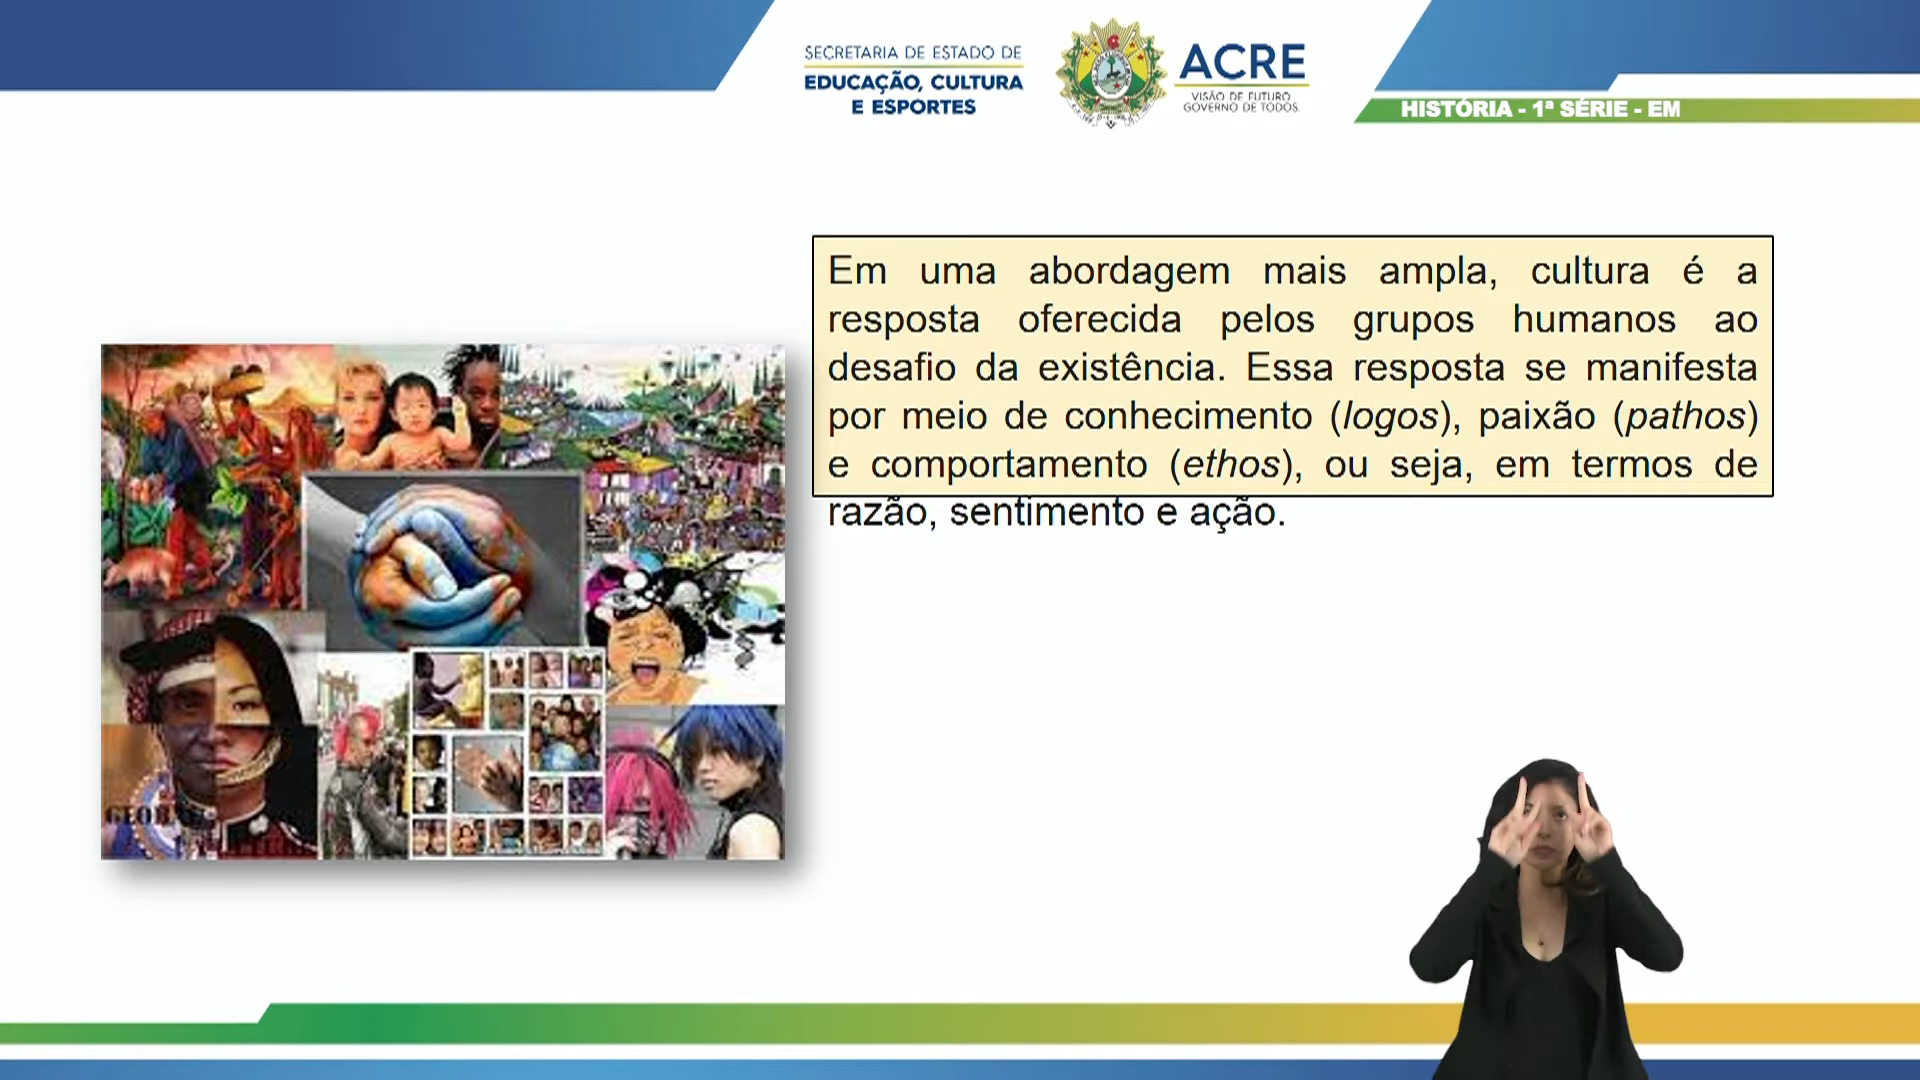 SECRETARIA DE ESTADO DE
EDUCAÇÃO, CULTURA
E ESPORTES
ACRE
VISÃO DE FUTURO
GOVERNO DE TODOS.
HISTÓRIA - 1ª SÉRIE - EM
Em uma abordagem mais ampla, cultura é a
resposta oferecida pelos grupos humanos ao
desafio da existência. Essa resposta se manifesta
por meio de conhecimento (logos), paixão (pathos)
e comportamento (ethos), ou seja, em termos de
razão, sentimento e ação.